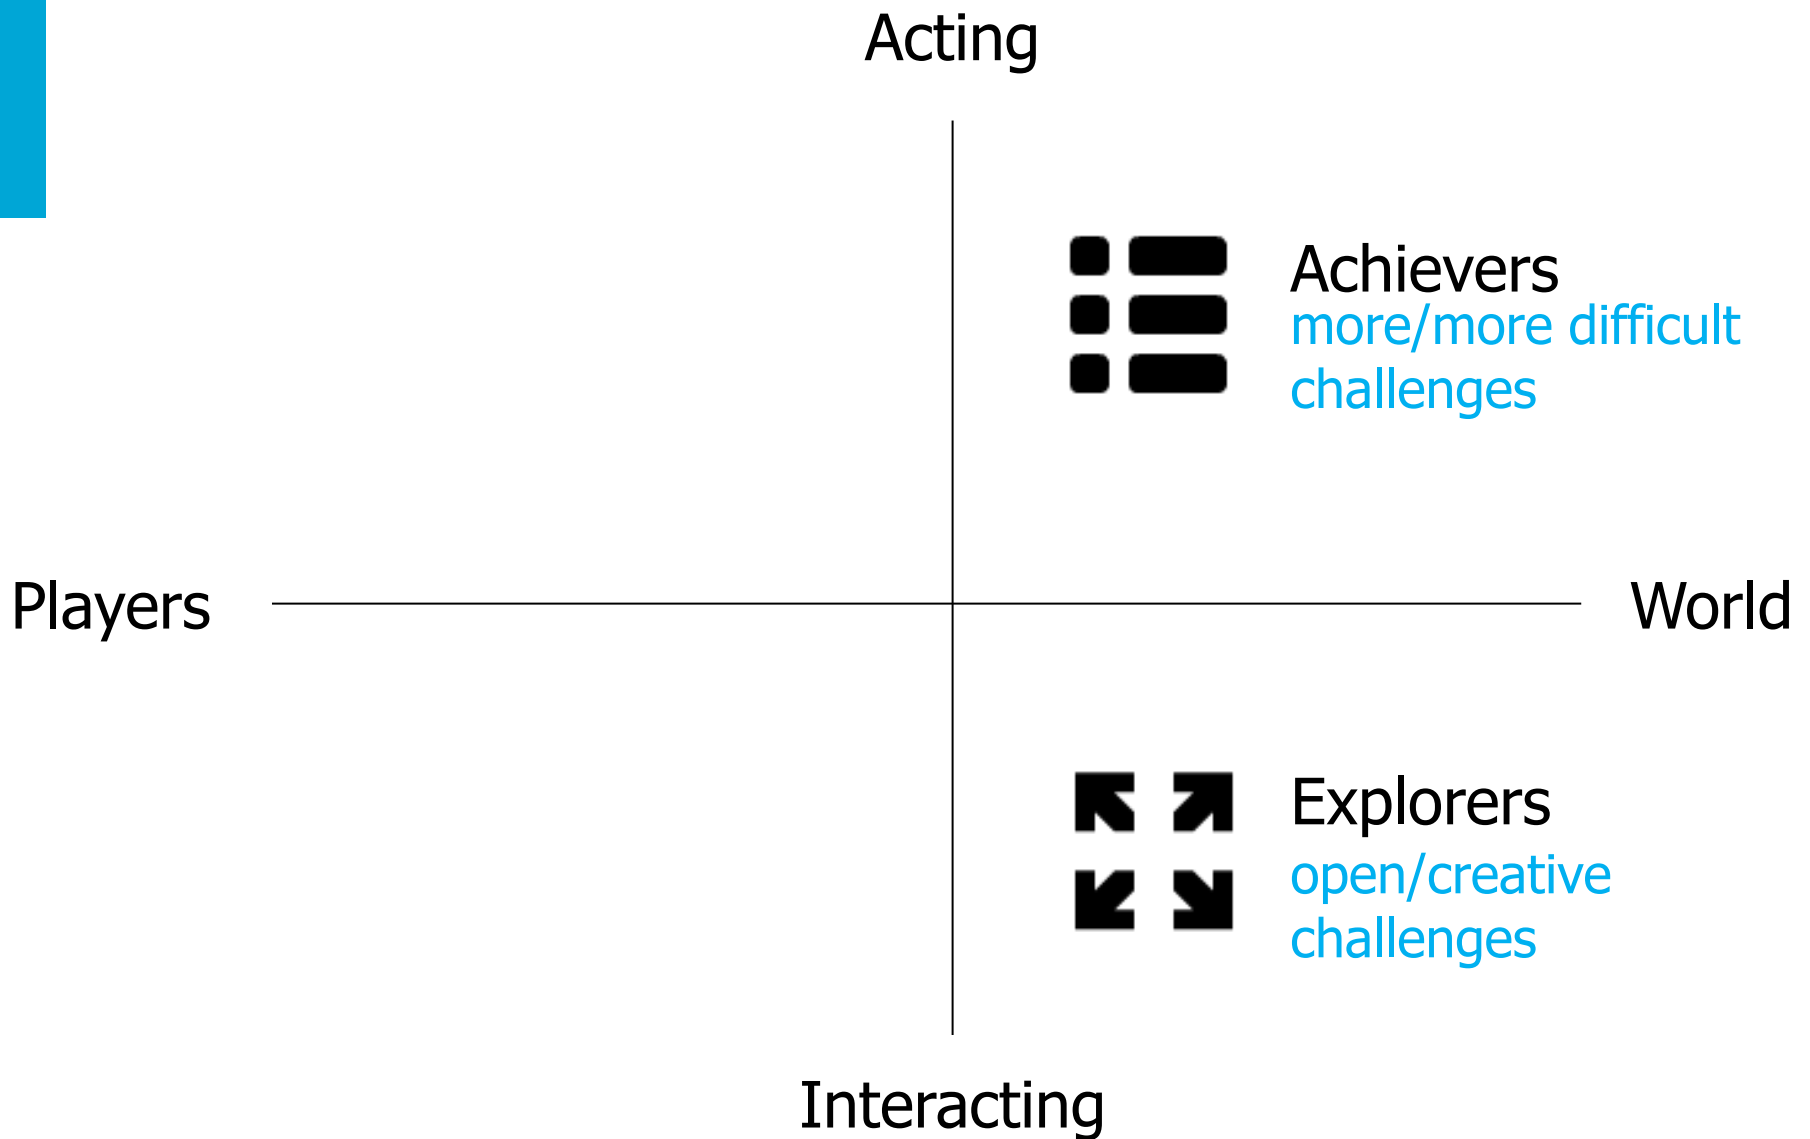 Acting
Achievers
more/more difficult
challenges
Players
World
Explorers
open/creative
challenges
Interacting